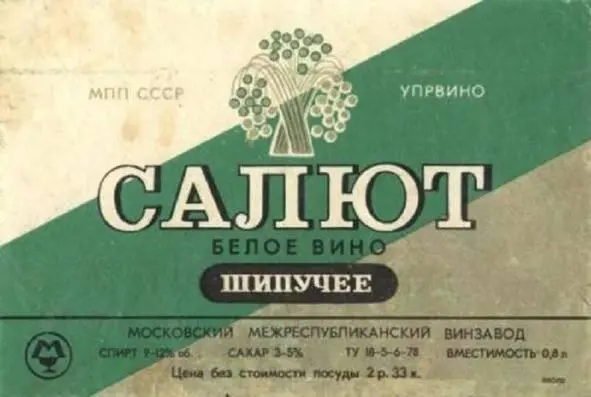 МПП СССР УПРВИНО
САЛЮТ
БЕЛОЕ ВИНО
ШИПУЧЕЕ
МОСКОВСКИЙ МЕЖРЕСПУБЛИКАНСКИЙ ВИНЗАВОД
СПИРТ 9-12% об. САХАР 3-5% ТУ 18-5-6-78 ВМЕСТИМОСТЬ 0,8 л
Цена без стоимости посуды 2 р. 33 к.